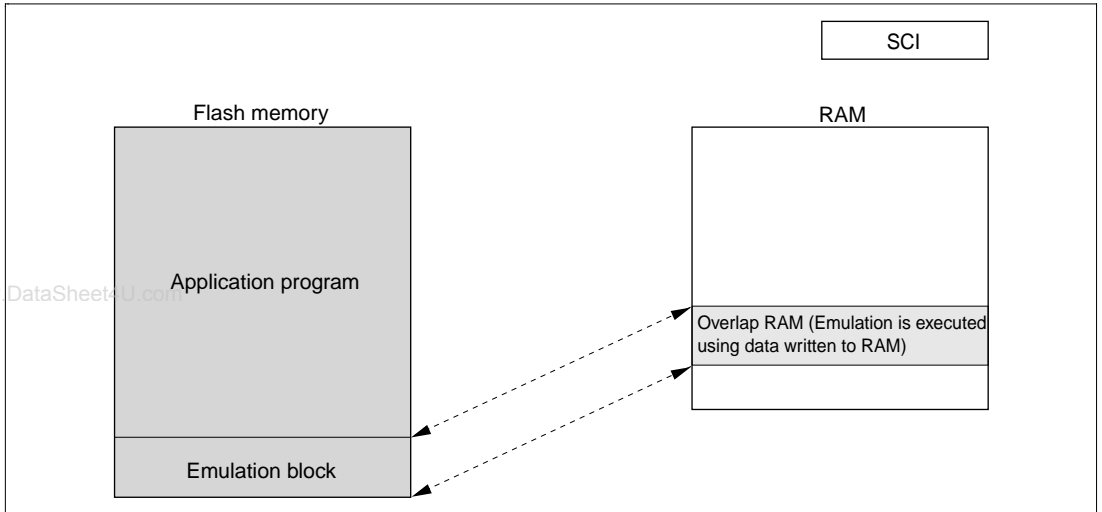 SCI
Flash memory
RAM
Application program
.DataSheet4U.com
Overlap RAM (Emulation is executed
using data written to RAM)
Emulation block